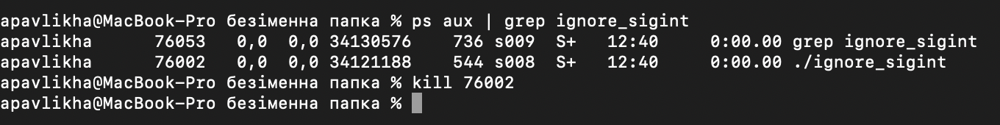 apavlikha@MacBook-Pro безіменна папка % ps aux | grep ignore_sigint
apavlikha 76053 0,0 0,0 34130576 736 s009 S+ 12:40 0:00.00 grep ignore_sigint
apavlikha 76002 0,0 0,0 34121188 544 s008 S+ 12:40 0:00.00 ./ignore_sigint
apavlikha@MacBook-Pro безіменна папка % kill 76002
apavlikha@MacBook-Pro безіменна папка %